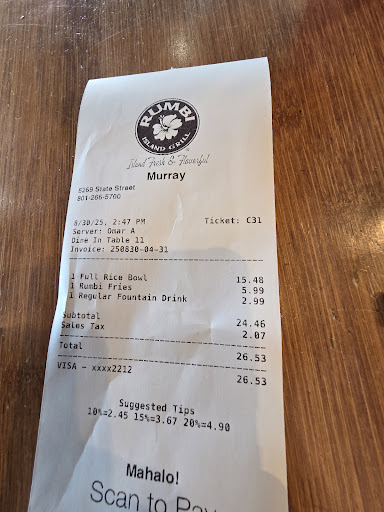 RUMBI
ISLAND GRILL
Island Fresh & Flavorful
Murray
5269 State Street
801-266-5700
8/30/25, 2:47 PM Ticket: C31
Server: Omar A
Dine In Table 11
Invoice: 250830-04-31
1 Full Rice Bowl 15.48
1 Rumbi Fries 5.99
1 Regular Fountain Drink 2.99
Subtotal 24.46
Sales Tax 2.07
Total 26.53
VISA - xxxx2212 26.53
Suggested Tips
10%=2.45 15%=3.67 20%=4.90
Mahalo!
Scan to Pay